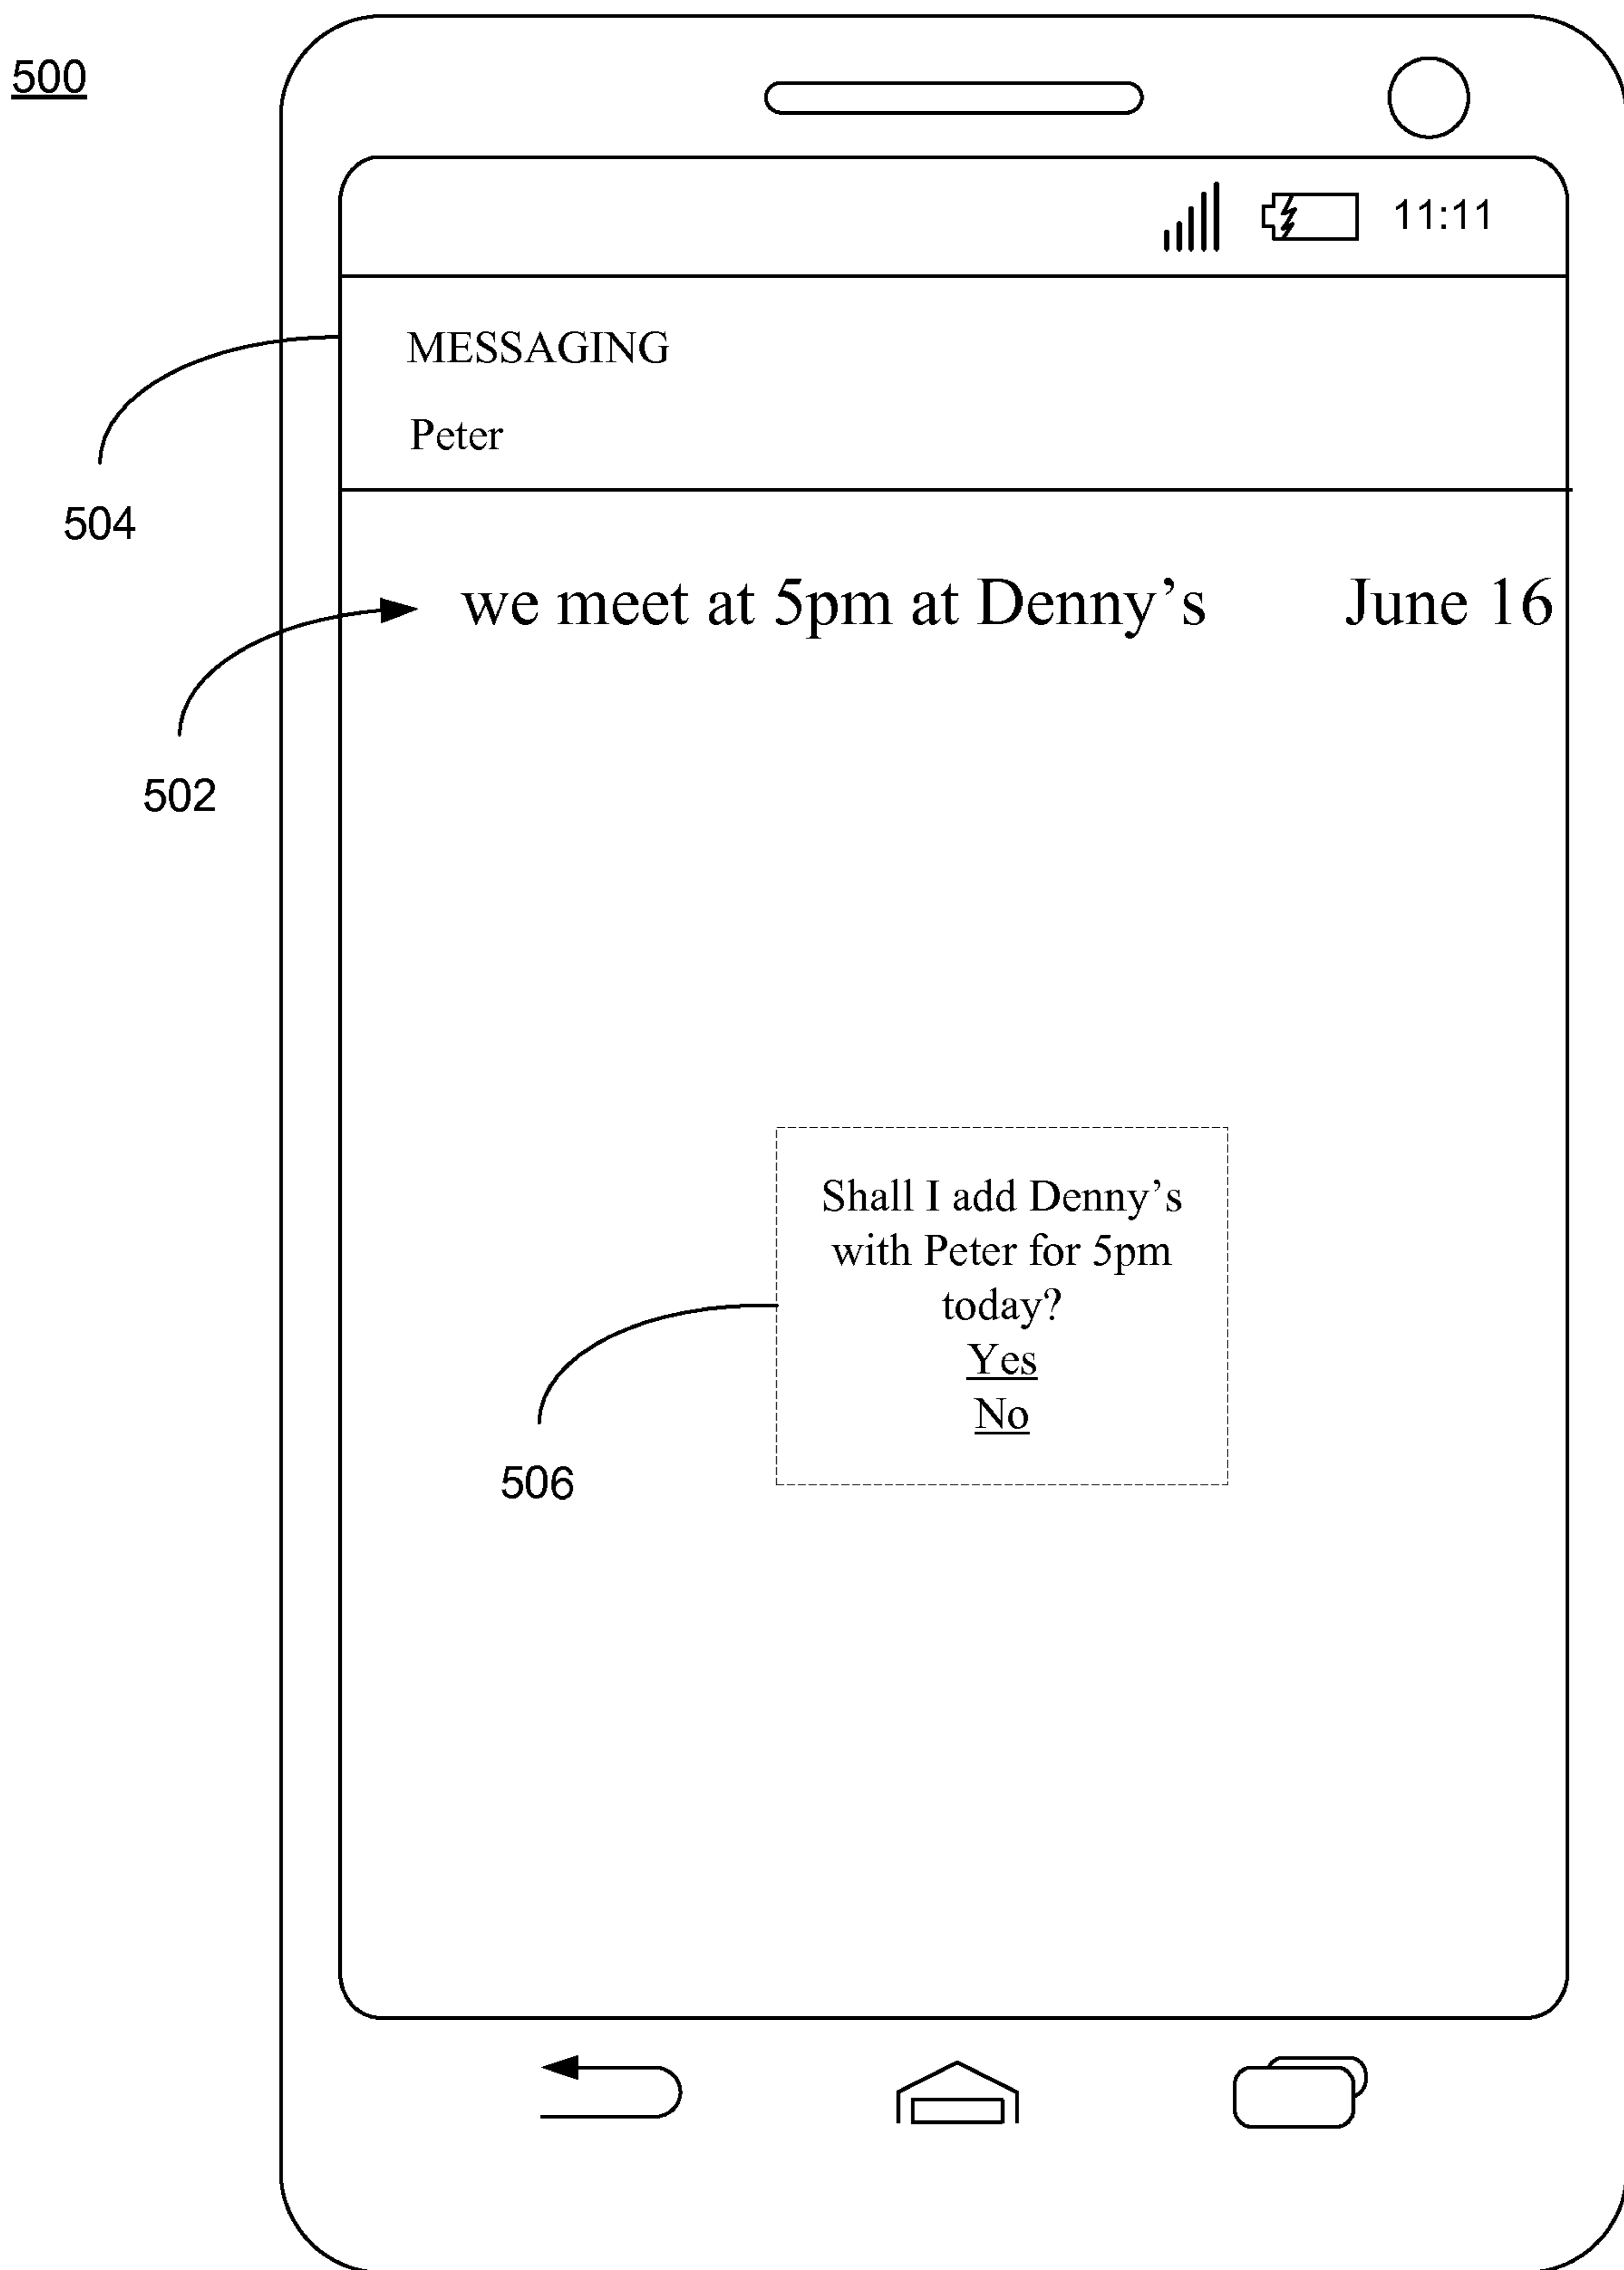 500
11:11
MESSAGING
Peter
504
we meet at 5pm at Denny’s June 16
502
Shall I add Denny’s
with Peter for 5pm
today?
Yes
No
506